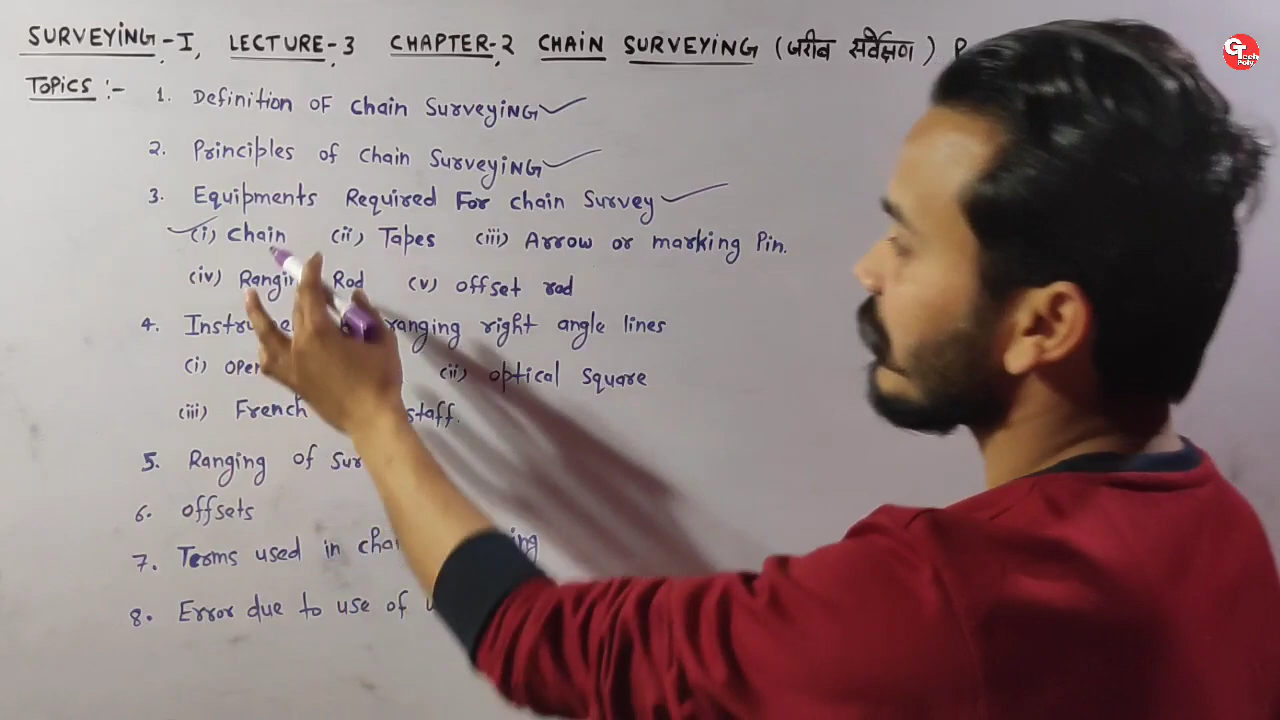 SURVEYING-I, LECTURE-3 CHAPTER-2 CHAIN SURVEYING (जरीब सर्वेक्षण)
GTech Poly
TOPICS :-
1. Definition OF chain SurveyiNG
2. Principles of chain SurveyiNG
3. Equipments Required For chain Survey
(i) chain (ii) Tapes (iii) Arrow or marking Pin.
(iv) Rod (v) offset rod
4. ranging right angle lines
(i) (ii) optical Square
(iii) French staff.
5. Ranging of
6. offsets
7. Terms used in
8. Error due to use of